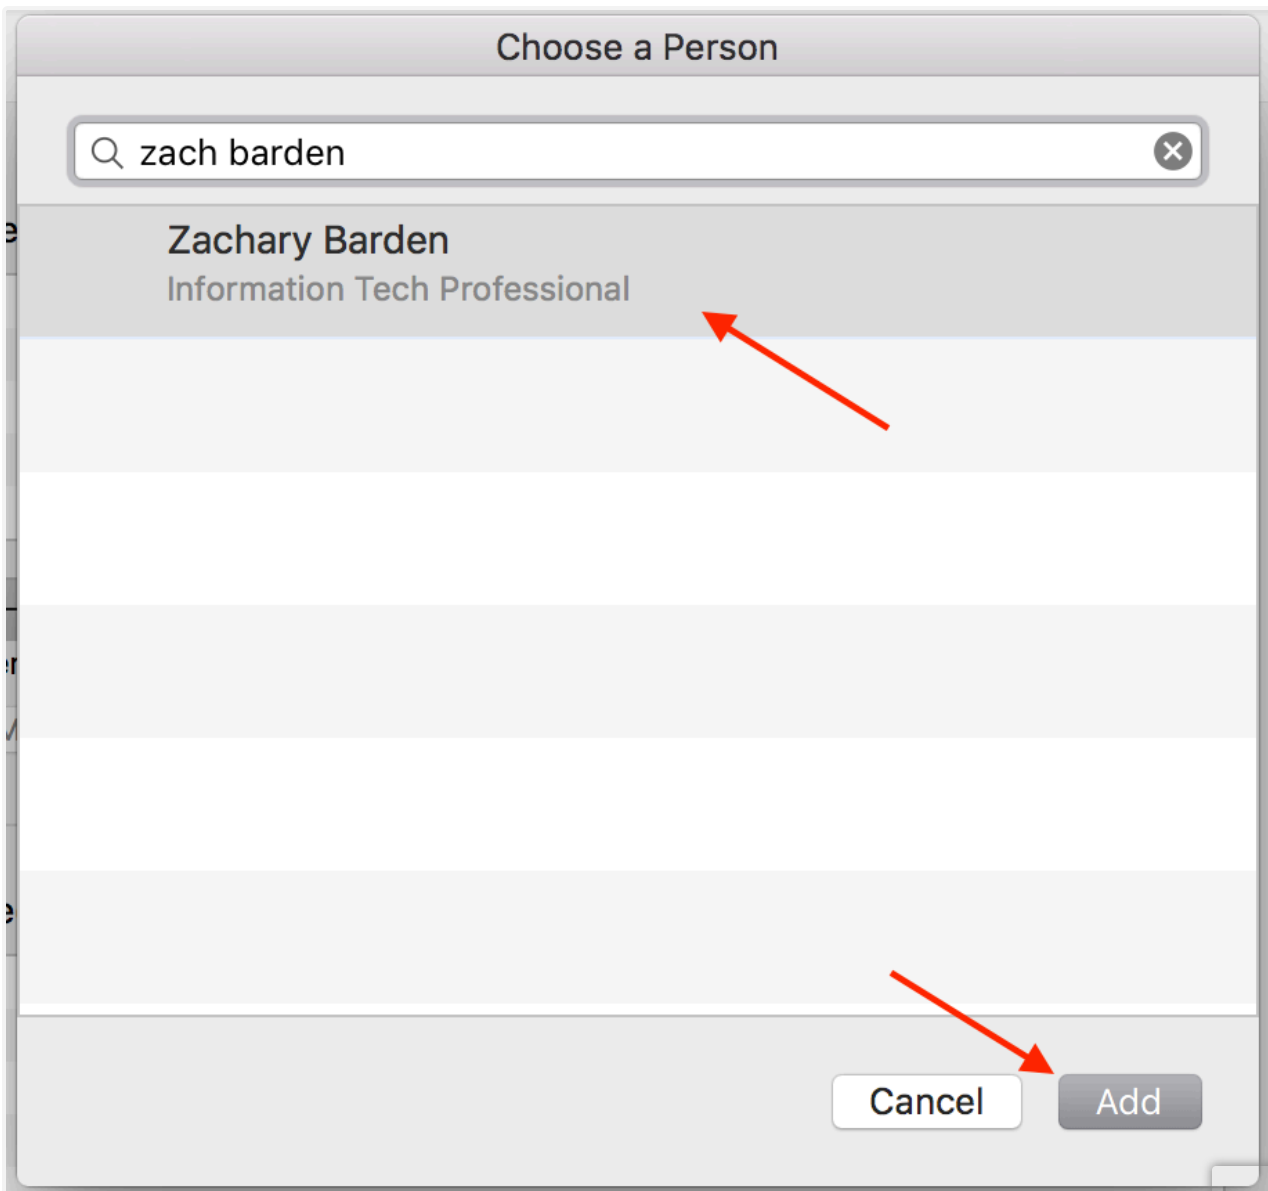 Choose a Person
zach barden
Zachary Barden
Information Tech Professional
Cancel
Add